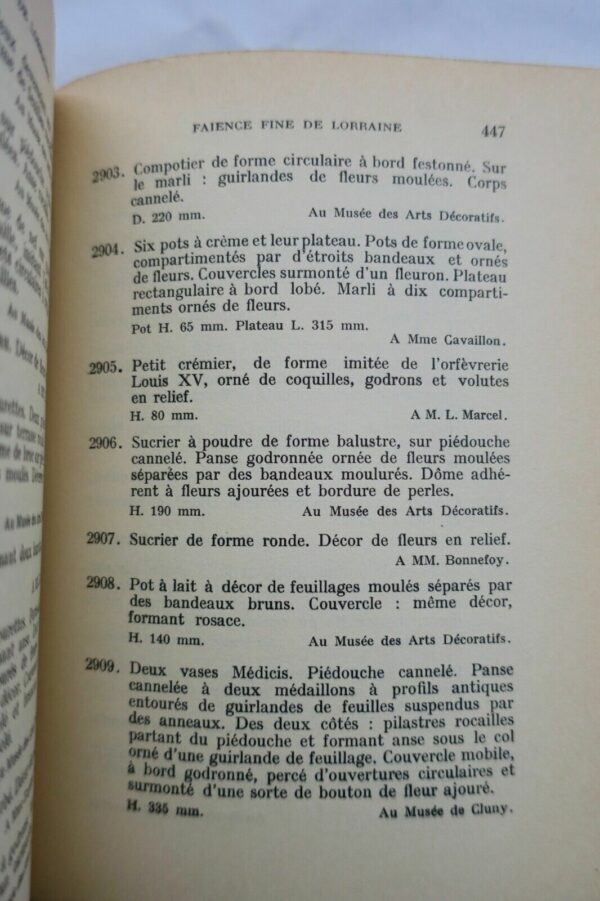 FAIENCE FINE DE LORRAINE 447
2903. Compotier de forme circulaire à bord festonné. Sur
le marli : guirlandes de fleurs moulées. Corps
cannelé.
D. 220 mm. Au Musée des Arts Décoratifs.
2904. Six pots à crème et leur plateau. Pots de forme ovale,
compartimentés par d'étroits bandeaux et ornés
de fleurs. Couvercles surmonté d'un fleuron. Plateau
rectangulaire à bord lobé. Marli à dix comparti-
ments ornés de fleurs.
Pot H. 65 mm. Plateau L. 315 mm.
A Mme Cavaillon.
2905. Petit crémier, de forme imitée de l'orfèvrerie
Louis XV, orné de coquilles, godrons et volutes
en relief.
H. 80 mm. A M. L. Marcel.
2906. Sucrier à poudre de forme balustre, sur piédouche
cannelé. Panse godronnée ornée de fleurs moulées
séparées par des bandeaux moulurés. Dôme adhé-
rent à fleurs ajourées et bordure de perles.
H. 190 mm. Au Musée des Arts Décoratifs.
2907. Sucrier de forme ronde. Décor de fleurs en relief.
A MM. Bonnefoy.
2908. Pot à lait à décor de feuillages moulés séparés par
des bandeaux bruns. Couvercle : même décor,
formant rosace.
H. 140 mm. Au Musée des Arts Décoratifs.
2909. Deux vases Médicis. Piédouche cannelé. Panse
cannelée à deux médaillons à profils antiques
entourés de guirlandes de feuilles suspendus par
des anneaux. Des deux côtés : pilastres rocailles
partant du piédouche et formant anse sous le col
orné d'une guirlande de feuillage. Couvercle mobile,
à bord godronné, percé d'ouvertures circulaires et
surmonté d'une sorte de bouton de fleur ajouré.
H. 335 mm. Au Musée de Cluny.